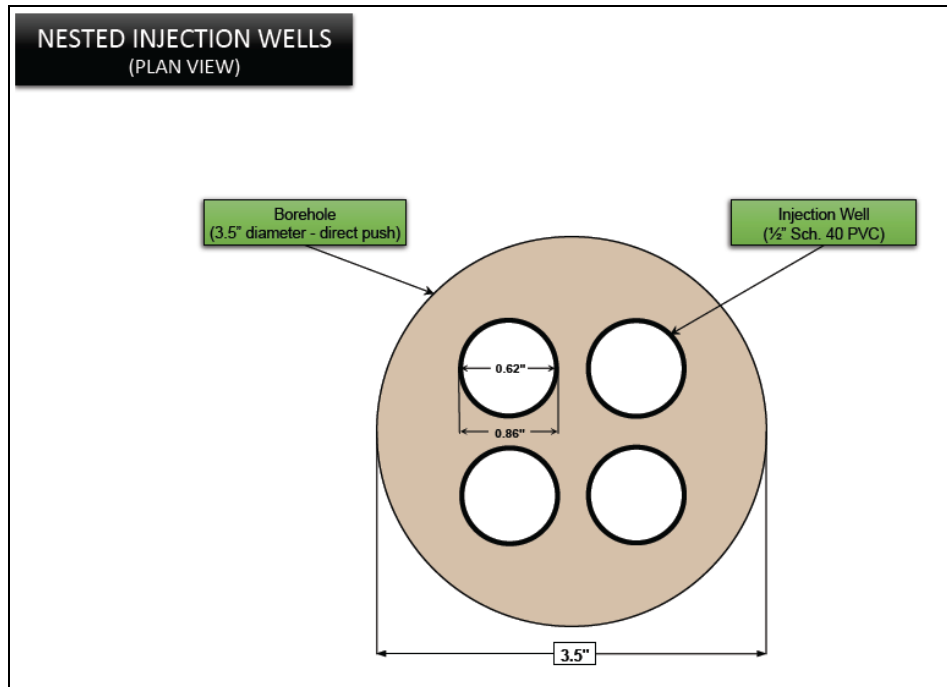 NESTED INJECTION WELLS
(PLAN VIEW)
Borehole
(3.5” diameter - direct push)
Injection Well
(½” Sch. 40 PVC)
0.62"
0.86"
3.5"